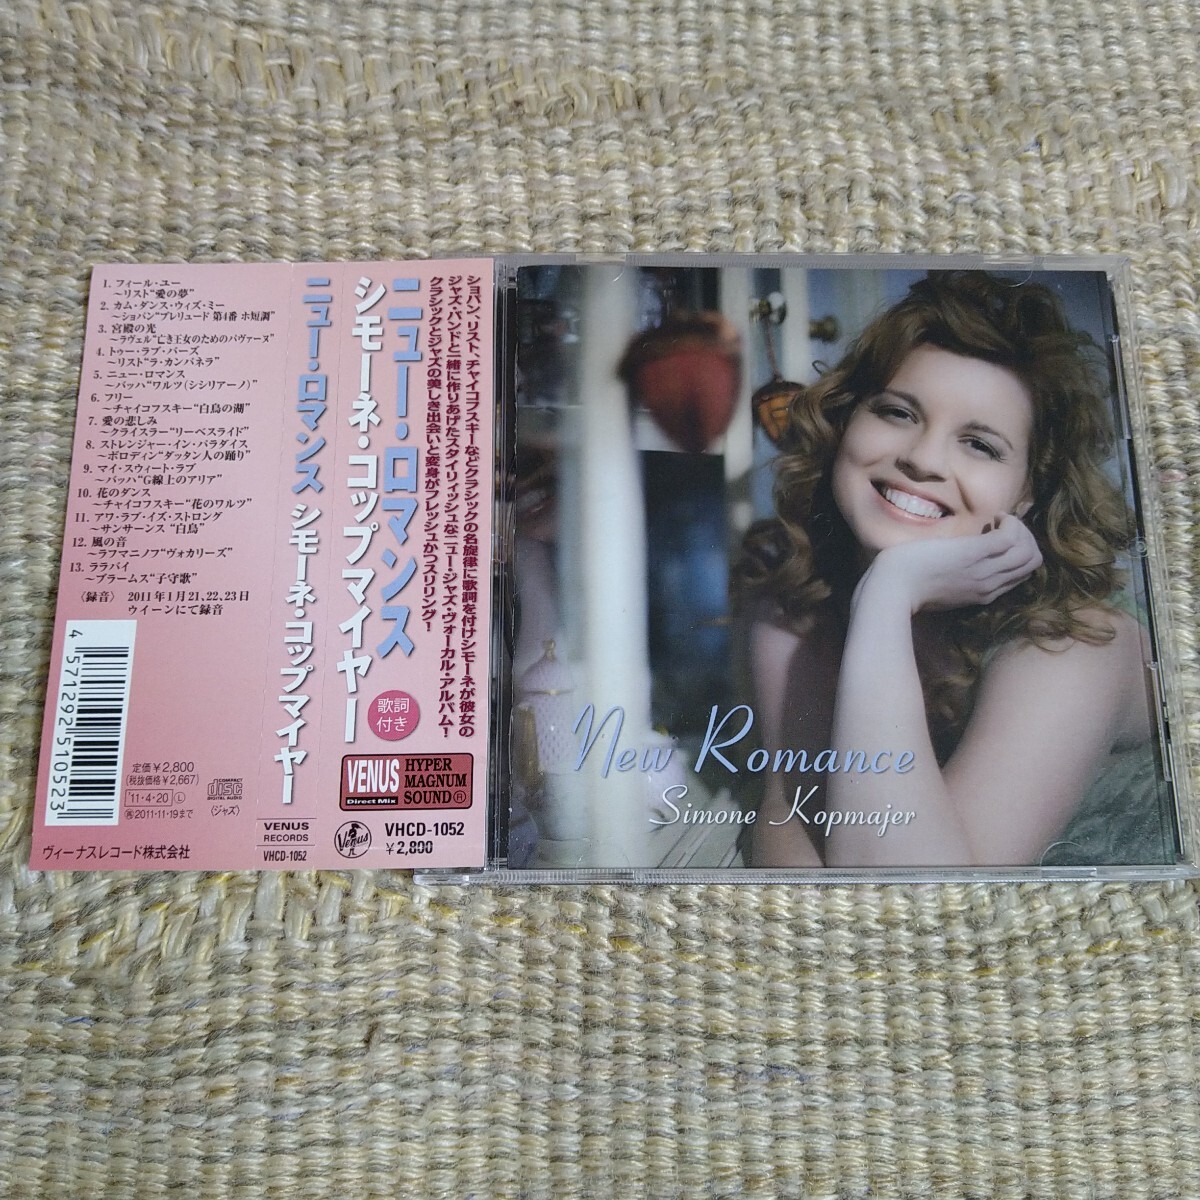 1. フィール・ユー
～リスト“愛の夢”
2. カム・ダンス・ウィズ・ミー
～ショパン“プレリュード 第4番 ホ短調”
3. 宮殿の光
～ラヴェル“亡き王女のためのパヴァーヌ”
4. トゥー・ラブ・バーズ
～リスト“ラ・カンパネラ”
5. ニュー・ロマンス
～バッハ“ワルツ(シシリアーノ)”
6. フリー
～チャイコフスキー“白鳥の湖”
7. 愛の悲しみ
～クライスラー“リーベスライド”
8. ストレンジャー・イン・パラダイス
～ボロディン“ダッタン人の踊り”
9. マイ・スウィート・ラブ
～バッハ“G線上のアリア”
10. 花のダンス
～チャイコフスキー“花のワルツ”
11. アワ・ラブ・イズ・ストロング
～サンサーンス“白鳥”
12. 風の音
～ラフマニノフ“ヴォカリーズ”
13. ララバイ
～ブラームス“子守歌”
〈録音〉 2011年1月21、22、23日
ウイーンにて録音
4 571292 510523
定価￥2,800
(税抜価格￥2,667)
'11・4・20 Ⓛ
㊑2011・11・19まで
COMPACT
disc
DIGITAL AUDIO
〈ジャズ〉
ヴィーナスレコード株式会社
ニュー・ロマンス シモーネ・コップマイヤー
VENUS
RECORDS
VHCD-1052
ショパン、リスト、チャイコフスキーなどクラシックの名旋律に歌詞を付けシモーネが彼女の
ジャズ・バンドと一緒に作りあげたスタイリィッシュなニュー・ジャズ・ヴォーカル・アルバム!
クラシックとジャズの美しき出会いと変身がフレッシュかつスリリング!
ニュー・ロマンス
シモーネ・コップマイヤー
歌詞
付き
VENUS
Direct Mix
HYPER
MAGNUM
SOUND Ⓡ
Venus
VHCD-1052
￥2,800
New Romance
Simone Kopmajer